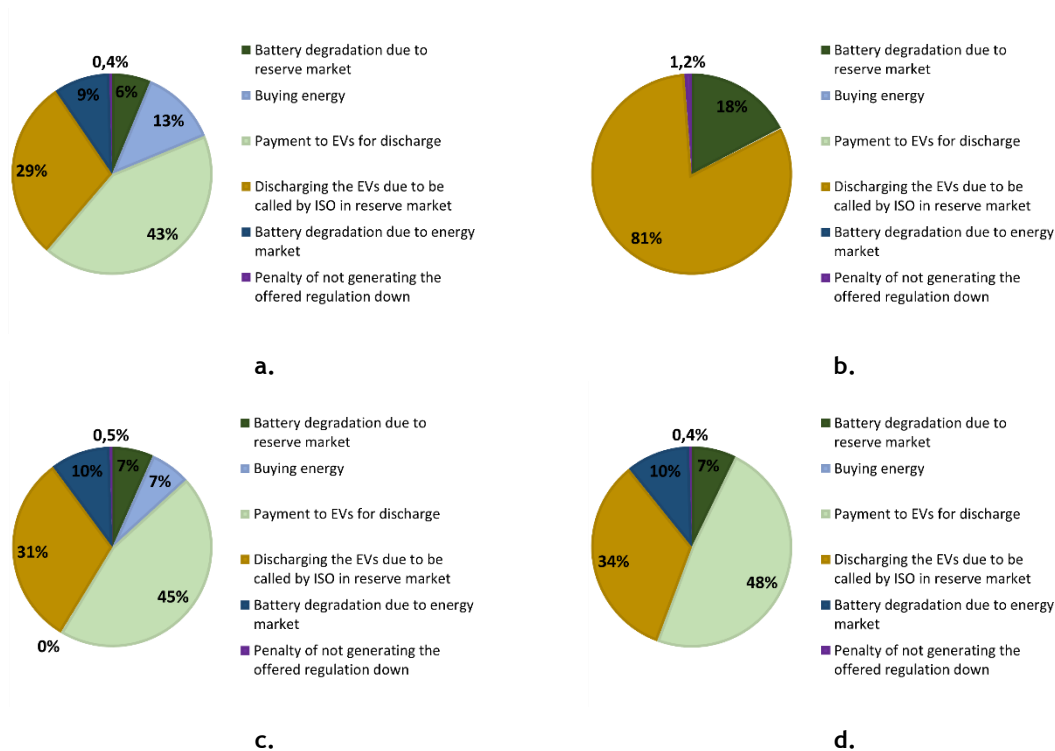 0,4%
6%
13%
43%
29%
9%
Battery degradation due to
reserve market
Buying energy
Payment to EVs for discharge
Discharging the EVs due to be
called by ISO in reserve market
Battery degradation due to energy
market
Penalty of not generating the
offered regulation down
a.
1,2%
18%
81%
Battery degradation due to
reserve market
Buying energy
Payment to EVs for discharge
Discharging the EVs due to be
called by ISO in reserve market
Battery degradation due to energy
market
Penalty of not generating the
offered regulation down
b.
0,5%
7%
7%
45%
0%
31%
10%
Battery degradation due to
reserve market
Buying energy
Payment to EVs for discharge
Discharging the EVs due to be
called by ISO in reserve market
Battery degradation due to energy
market
Penalty of not generating the
offered regulation down
c.
0,4%
7%
48%
34%
10%
Battery degradation due to
reserve market
Buying energy
Payment to EVs for discharge
Discharging the EVs due to be
called by ISO in reserve market
Battery degradation due to energy
market
Penalty of not generating the
offered regulation down
d.